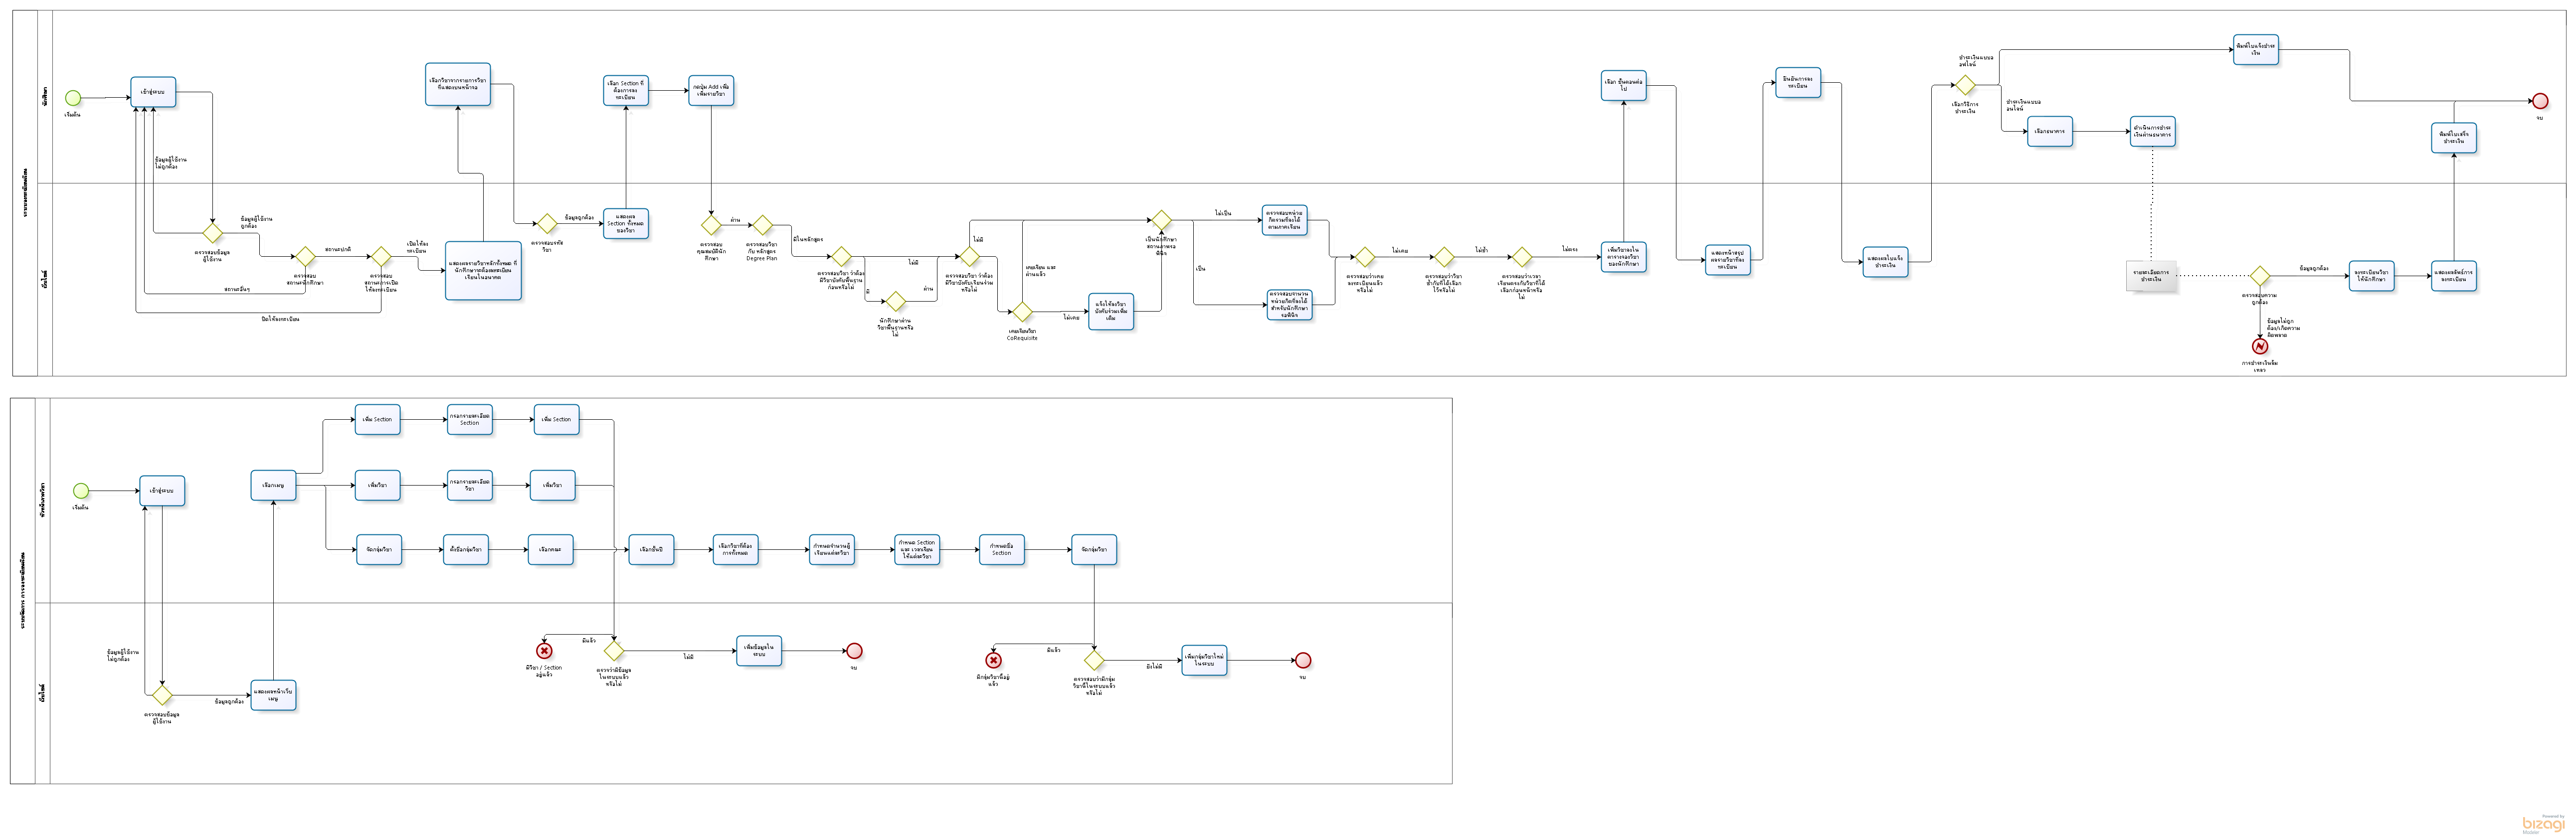 นักศึกษา
เว็บไซต์
เริ่มต้น
เข้าสู่ระบบ
ข้อมูลผู้ใช้งาน
ไม่ถูกต้อง
ตรวจสอบข้อมูล
ผู้ใช้งาน
ข้อมูลผู้ใช้งาน
ถูกต้อง
ตรวจสอบ
สถานะนักศึกษา
สถานะอื่นๆ
สถานะปกติ
ตรวจสอบ
สถานะการเปิด
ให้ลงทะเบียน
ปิดให้ลงทะเบียน
เปิดให้ลง
ทะเบียน
แสดงผลรายวิชาหลักทั้งหมด ที่
นักศึกษาจะต้องลงทะเบียน
เรียนในอนาคต
เลือกวิชาจากรายการวิชา
ที่แสดงบนหน้าจอ
ตรวจสอบรหัส
วิชา
ข้อมูลถูกต้อง
แสดงผล
Section ทั้งหมด
ของวิชา
เลือก Section ที่
ต้องการลง
ทะเบียน
กดปุ่ม Add เพื่อ
เพิ่มรายวิชา
ตรวจสอบ
คุณสมบัตินัก
ศึกษา
ผ่าน
ตรวจสอบวิชา
กับ หลักสูตร
Degree Plan
มีในหลักสูตร
ตรวจสอบวิชา ว่าต้อง
มีวิชาบังคับพื้นฐาน
ก่อนหรือไม่
ไม่มี
มี
นักศึกษาผ่าน
วิชาพื้นฐานหรือ
ไม่
ผ่าน
ตรวจสอบวิชา ว่าต้อง
มีวิชาบังคับเรียนร่วม
หรือไม่
ไม่มี
เคยเรียน และ
ผ่านแล้ว
เคยเรียนวิชา
CoRequisite
ไม่เคย
แจ้งให้ลงวิชา
บังคับร่วมเพิ่ม
เติม
เป็นนักศึกษา
สถานะรอ
พินิจ
ไม่เป็น
เป็น
ตรวจสอบหน่วย
กิตรวมที่ลงได้
ตามภาคเรียน
ตรวจสอบจำนวน
หน่วยกิตที่ลงได้
สำหรับนักศึกษา
รอพินิจ
ตรวจสอบว่าเคย
ลงทะเบียนแล้ว
หรือไม่
ไม่เคย
ตรวจสอบว่าวิชา
ซ้ำกับที่ได้เลือก
ไว้หรือไม่
ไม่ซ้ำ
ตรวจสอบว่าเวลา
เรียนตรงกับวิชาที่ได้
เลือกก่อนหน้าหรือ
ไม่
ไม่ตรง
เพิ่มวิชาลงใน
ตารางของวิชา
ของนักศึกษา
เลือก ขั้นตอนต่อ
ไป
แสดงหน้าสรุป
ผลรายวิชาที่ลง
ทะเบียน
ยืนยันการลง
ทะเบียน
แสดงผลใบแจ้ง
ชำระเงิน
เลือกวิธีการ
ชำระเงิน
ชำระเงินแบบอ
อฟไลน์
ชำระเงินแบบอ
อนไลน์
เลือกธนาคาร
ดำเนินการชำระ
เงินผ่านธนาคาร
พิมพ์ใบแจ้งชำระ
เงิน
รายละเอียดการ
ชำระเงิน
ตรวจสอบความ
ถูกต้อง
ข้อมูลถูกต้อง
ข้อมูลไม่ถูก
ต้อง/เกิดความ
ผิดพลาด
การชำระเงินล้ม
เหลว
ลงทะเบียนวิชา
ให้นักศึกษา
แสดงผลลัพธ์การ
ลงทะเบียน
พิมพ์ใบเสร็จ
ชำระเงิน
จบ
ระบบจัดการ การลงทะเบียนเรียน
หัวหน้าภาควิชา
เว็บไซต์
เริ่มต้น
เข้าสู่ระบบ
ข้อมูลผู้ใช้งาน
ไม่ถูกต้อง
ตรวจสอบข้อมูล
ผู้ใช้งาน
ข้อมูลถูกต้อง
แสดงผลหน้าเว็บ
เมนู
เลือกเมนู
เพิ่ม Section
กรอกรายละเอียด
Section
เพิ่ม Section
เพิ่มวิชา
กรอกรายละเอียด
วิชา
เพิ่มวิชา
จัดกลุ่มวิชา
ตั้งชื่อกลุ่มวิชา
เลือกคณะ
เลือกชั้นปี
เลือกวิชาที่ต้อง
การทั้งหมด
กำหนดจำนวนผู้
เรียนแต่ละวิชา
กำหนด Section
และ เวลาเรียน
ให้แต่ละวิชา
กำหนดชื่อ
Section
จัดกลุ่มวิชา
มีแล้ว
มีวิชา / Section
อยู่แล้ว
ตรวจว่ามีข้อมูล
ในระบบแล้ว
หรือไม่
ไม่มี
เพิ่มข้อมูลใน
ระบบ
จบ
มีแล้ว
มีกลุ่มวิชานี้อยู่
แล้ว
ตรวจสอบว่ามีกลุ่ม
วิชานี้ในระบบแล้ว
หรือไม่
ยังไม่มี
เพิ่มกลุ่มวิชาใหม่
ในระบบ
จบ
Powered by
bizagi
Modeler